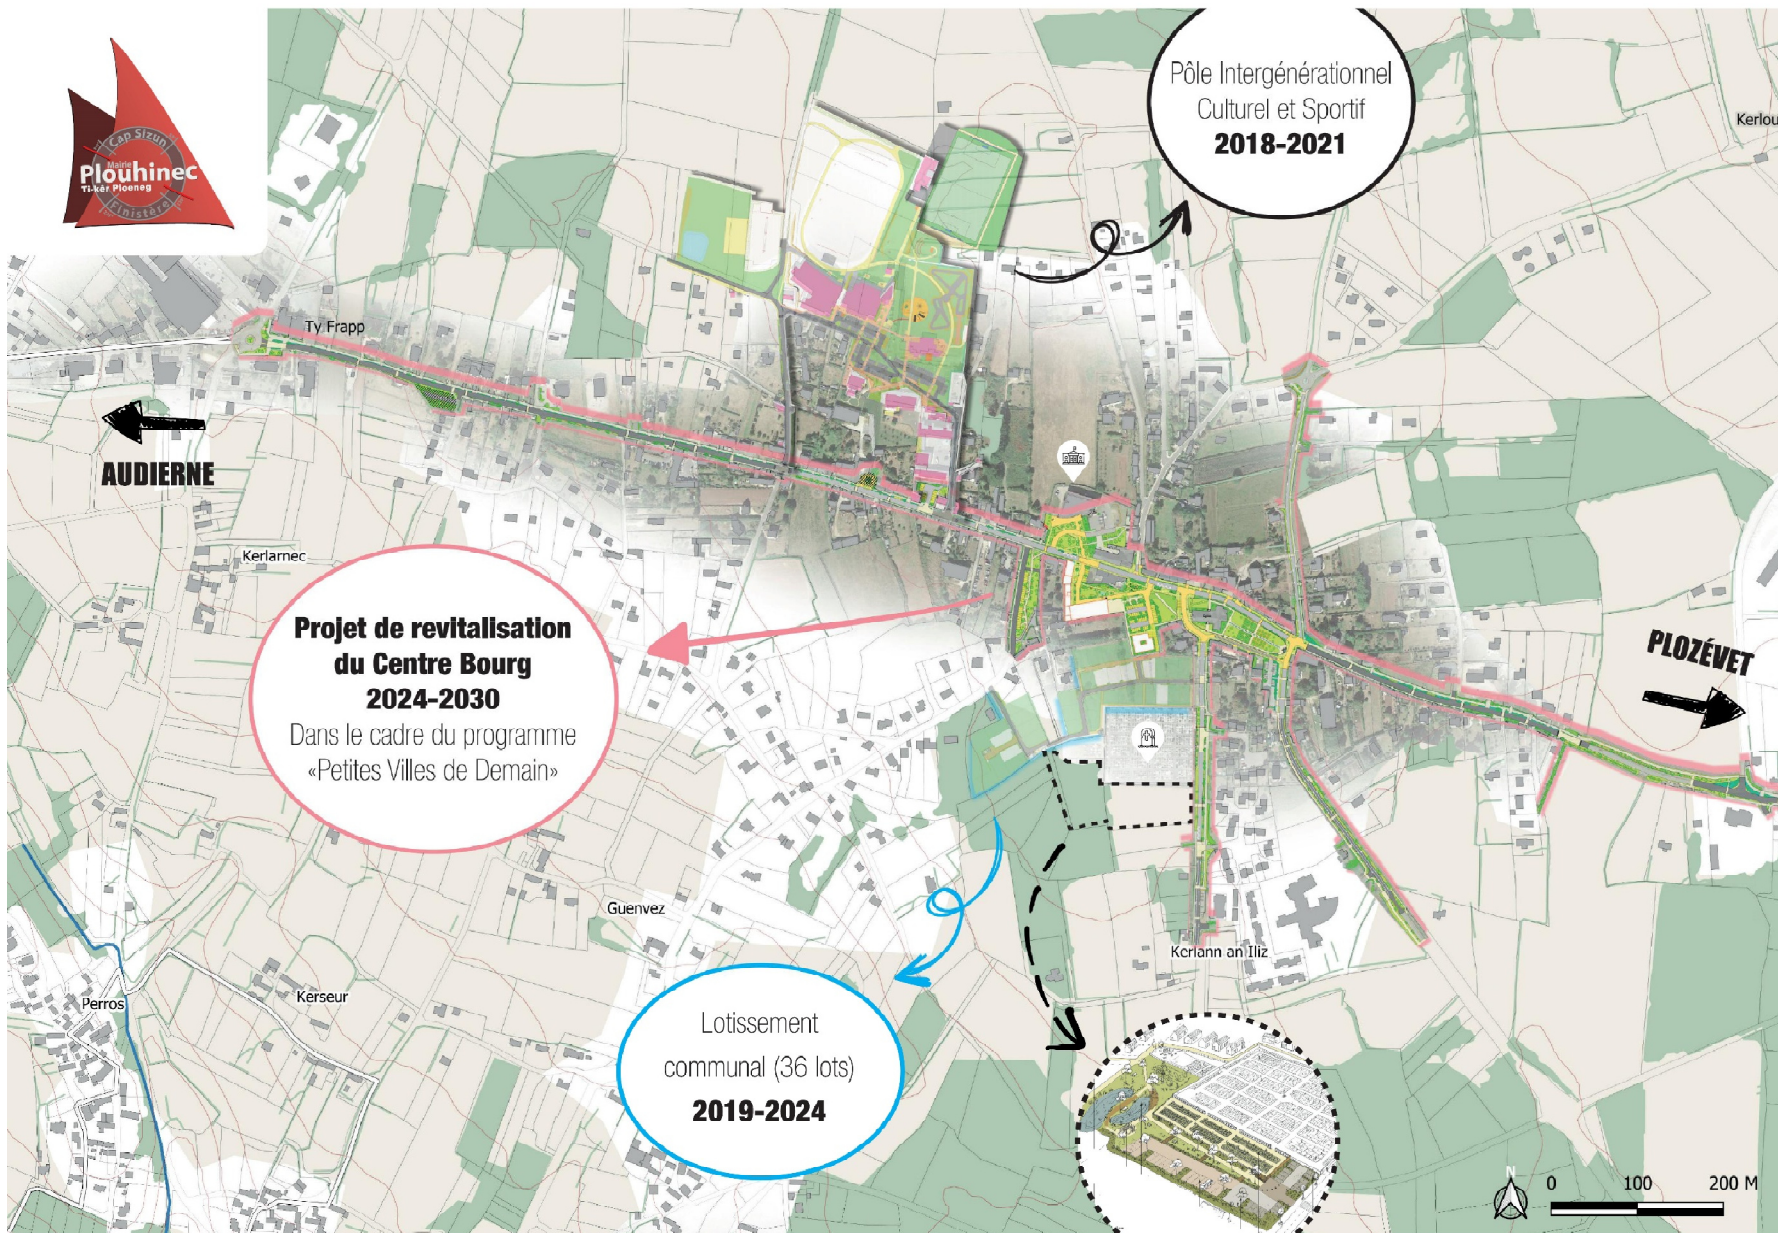 Cap Sizun
Mairie
Plouhinec
Ti-kêr Ploeneg
Finistère
Pôle Intergénérationnel
Culturel et Sportif
2018-2021
Kerlou
Ty Frapp
AUDIERNE
Kerlarnec
Projet de revitalisation
du Centre Bourg
2024-2030
Dans le cadre du programme
«Petites Villes de Demain»
PLOZÉVET
Guenvez
Kerlann an Iliz
Perros
Kerseur
Lotissement
communal (36 lots)
2019-2024
N
0 100 200 M